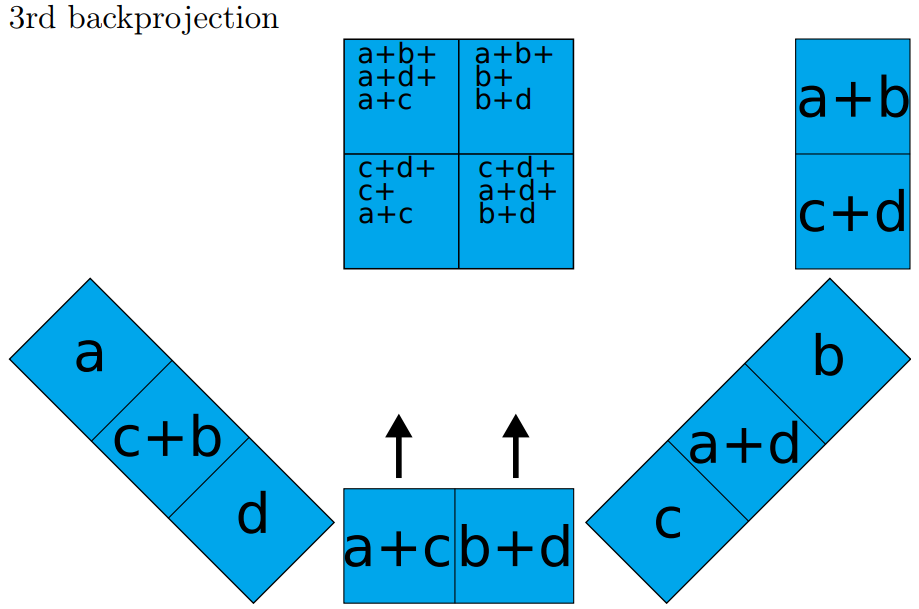 3rd backprojection
a+b+
a+d+
a+c
a+b+
b+
b+d
a+b
c+d+
c+
a+c
c+d+
a+d+
b+d
c+d
a
c+b
d
a+c
b+d
b
a+d
c